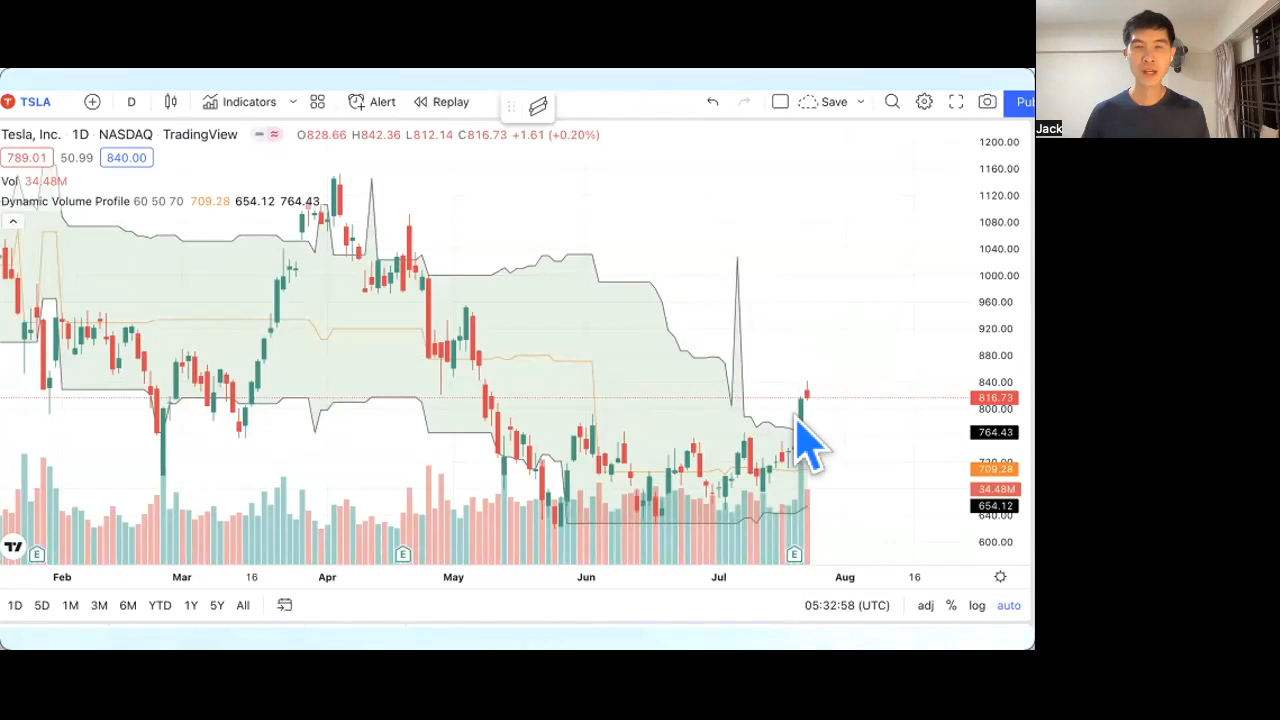 TSLA
D
Indicators
Alert
Replay
Save
Pu
Jack
Tesla, Inc. · 1D · NASDAQ · TradingView
O828.66 H842.36 L812.14 C816.73 +1.61 (+0.20%)
789.01 50.99 840.00
Vol 34.48M
Dynamic Volume Profile 60 50 70 709.28 654.12 764.43
1200.00
1160.00
1120.00
1080.00
1040.00
1000.00
960.00
920.00
880.00
840.00
816.73
800.00
764.43
709.28
34.48M
654.12
640.00
600.00
E
E
E
Feb Mar 16 Apr May Jun Jul Aug 16
1D 5D 1M 3M 6M YTD 1Y 5Y All
05:32:58 (UTC) adj % log auto